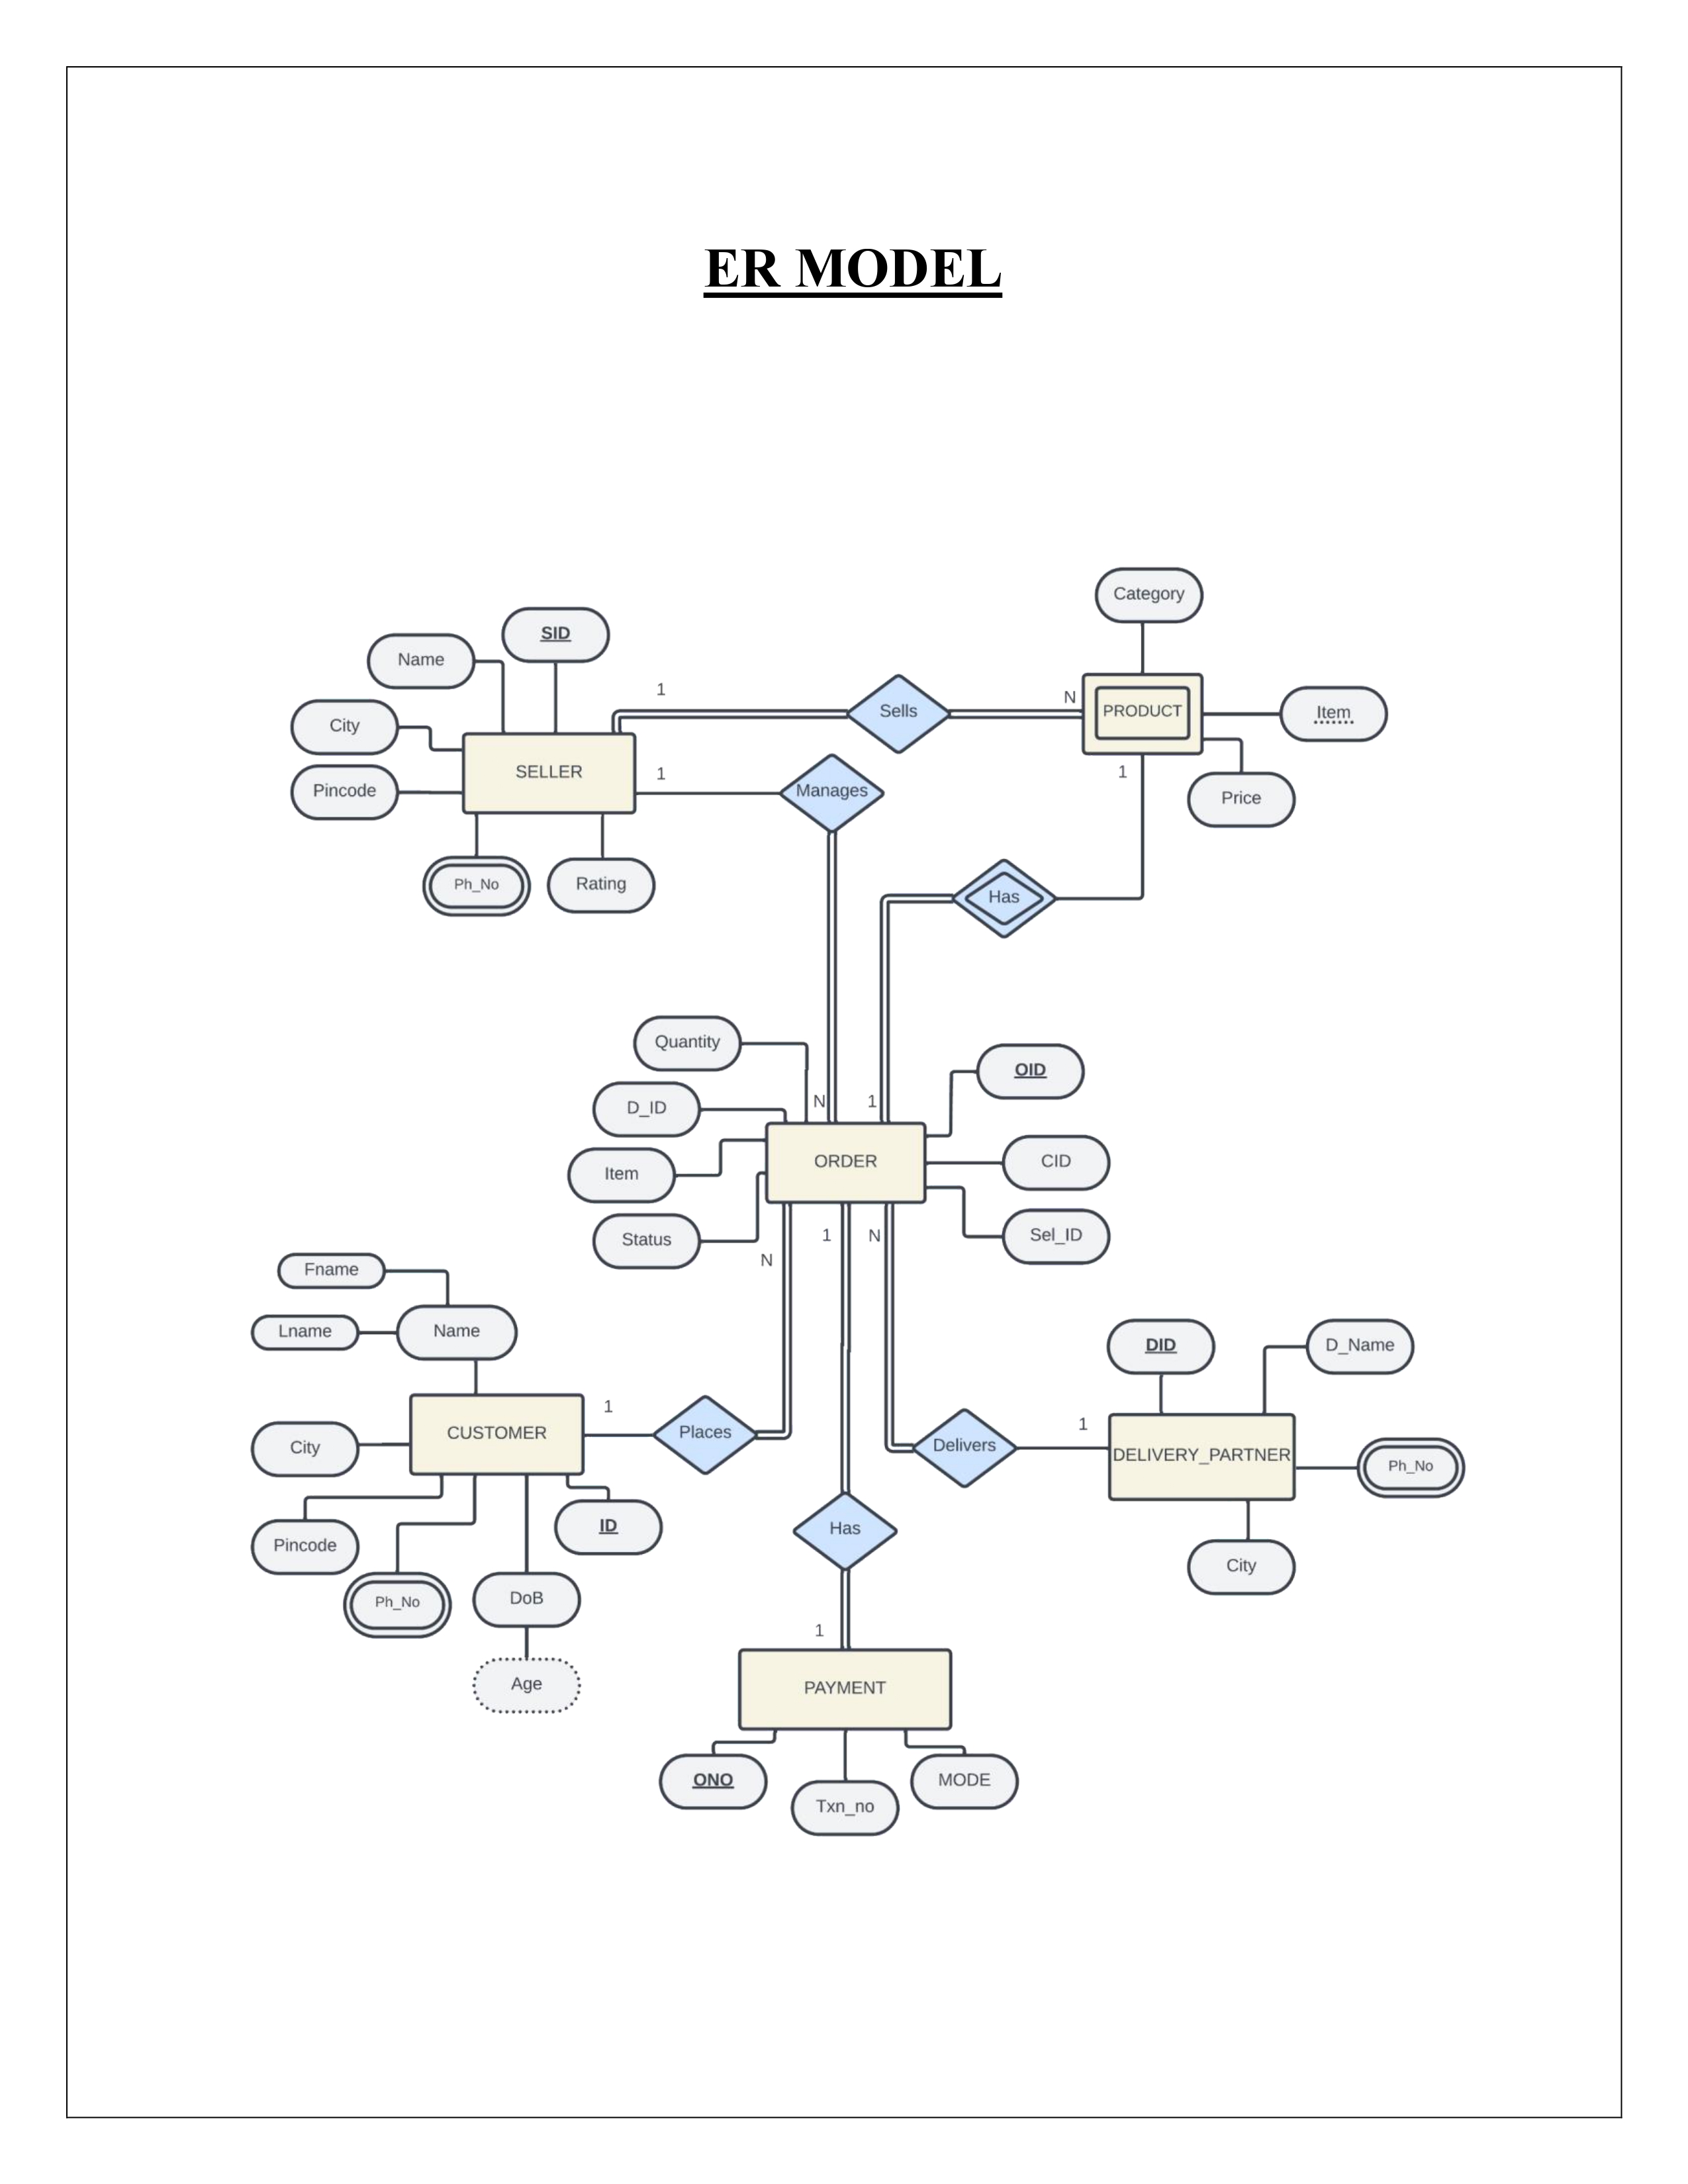 ER MODEL
Category
SID
Name
1
Sells
N
PRODUCT
Item
City
SELLER
1
Manages
1
Price
Pincode
Ph_No
Rating
Has
Quantity
OID
D_ID
N
1
Item
ORDER
CID
Status
1
N
Sel_ID
N
Fname
Lname
Name
DID
D_Name
City
CUSTOMER
1
Places
Delivers
1
DELIVERY_PARTNER
Ph_No
Pincode
ID
Has
City
Ph_No
DoB
1
Age
PAYMENT
ONO
Txn_no
MODE